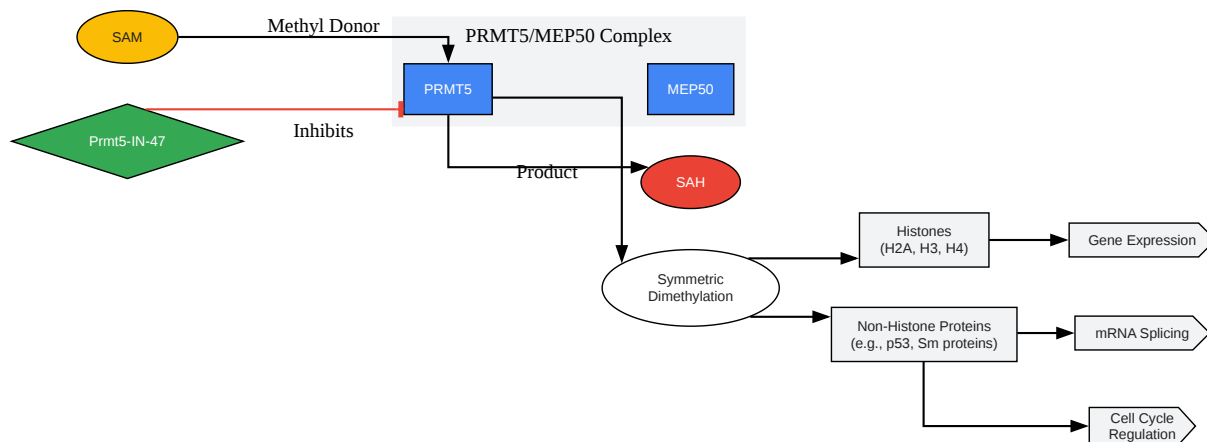 SAM
Methyl Donor
PRMT5/MEP50 Complex
PRMT5
MEP50
Prmt5-IN-47
Inhibits
Product
SAH
Symmetric
Dimethylation
Histones
(H2A, H3, H4)
Gene Expression
Non-Histone Proteins
(e.g., p53, Sm proteins)
mRNA Splicing
Cell Cycle
Regulation